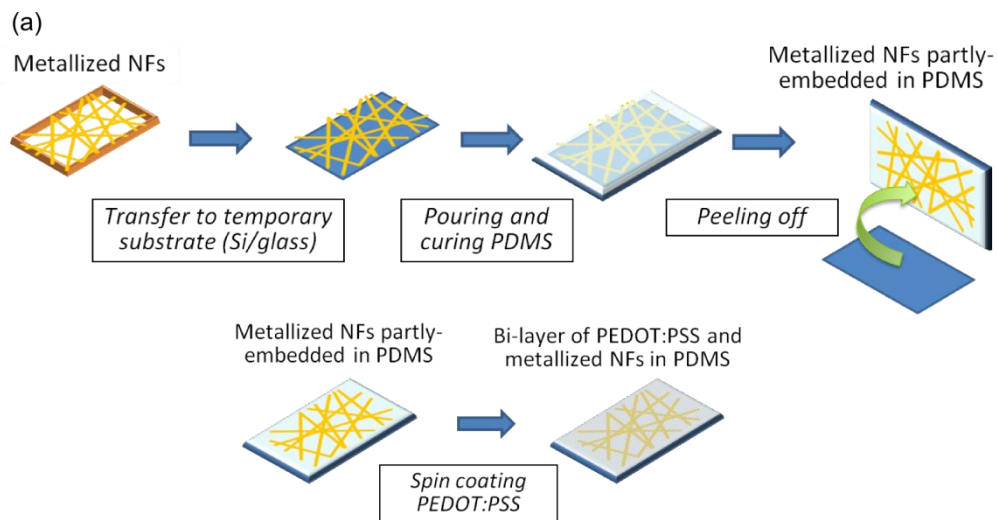 (a)
Metallized NFs
Transfer to temporary
substrate (Si/glass)
Pouring and
curing PDMS
Peeling off
Metallized NFs partly-
embedded in PDMS
Metallized NFs partly-
embedded in PDMS
Spin coating
PEDOT:PSS
Bi-layer of PEDOT:PSS and
metallized NFs in PDMS